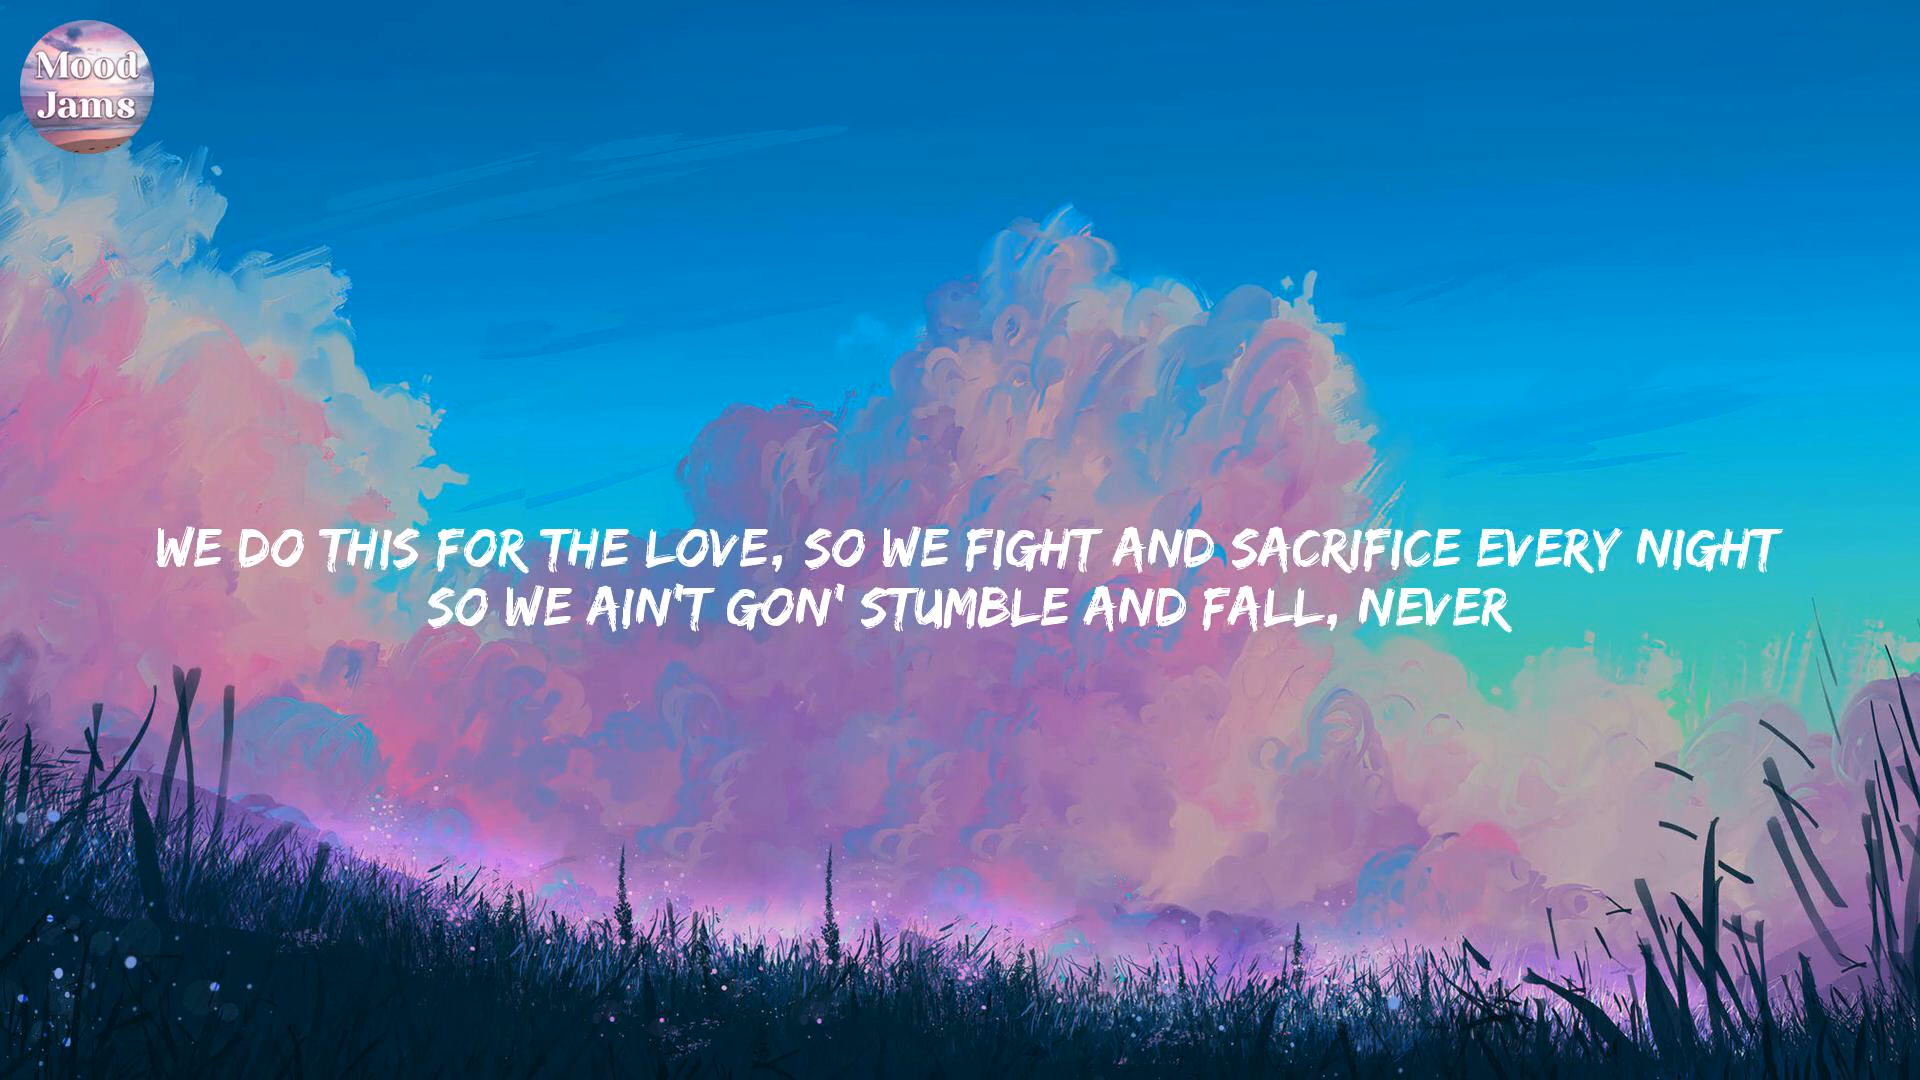 Mood
Jams
WE DO THIS FOR THE LOVE, SO WE FIGHT AND SACRIFICE EVERY NIGHT
SO WE AIN'T GON' STUMBLE AND FALL, NEVER